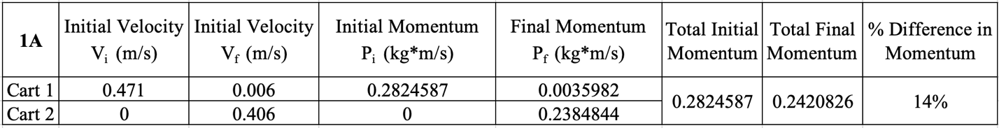 1A Initial Velocity Vᵢ (m/s) Initial Velocity V_f (m/s) Initial Momentum Pᵢ (kg*m/s) Final Momentum P_f (kg*m/s) Total Initial Momentum Total Final Momentum % Difference in Momentum
Cart 1 0.471 0.006 0.2824587 0.0035982 0.2824587 0.2420826 14%
Cart 2 0 0.406 0 0.2384844